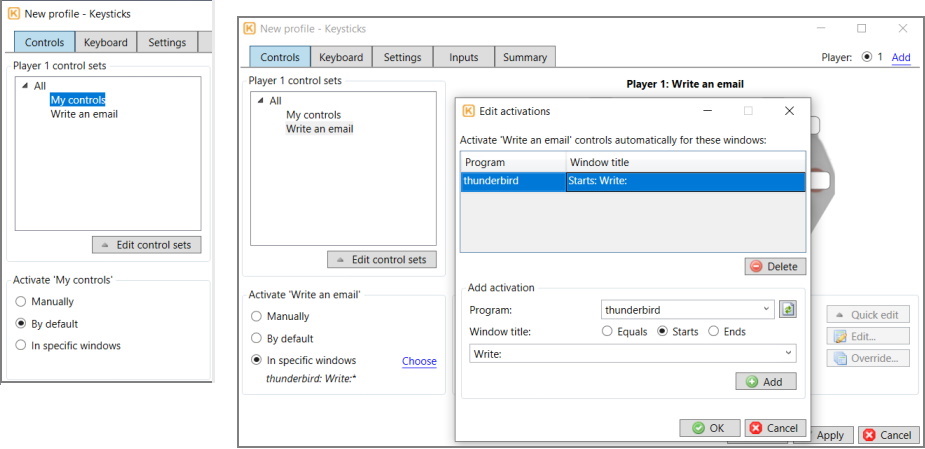 New profile - Keysticks
Controls Keyboard Settings
Player 1 control sets
All
My controls
Write an email
Edit control sets
Activate 'My controls'
Manually
By default
In specific windows
New profile - Keysticks
Controls Keyboard Settings Inputs Summary
Player: 1 Add
Player 1 control sets
All
My controls
Write an email
Edit control sets
Activate 'Write an email'
Manually
By default
In specific windows Choose
thunderbird: Write:*
Player 1: Write an email
Edit activations
Activate 'Write an email' controls automatically for these windows:
Program Window title
thunderbird Starts: Write:
Delete
Add activation
Program: thunderbird
Window title: Equals Starts Ends
Write:
Add
OK Cancel
Quick edit
Edit...
Override...
Apply Cancel